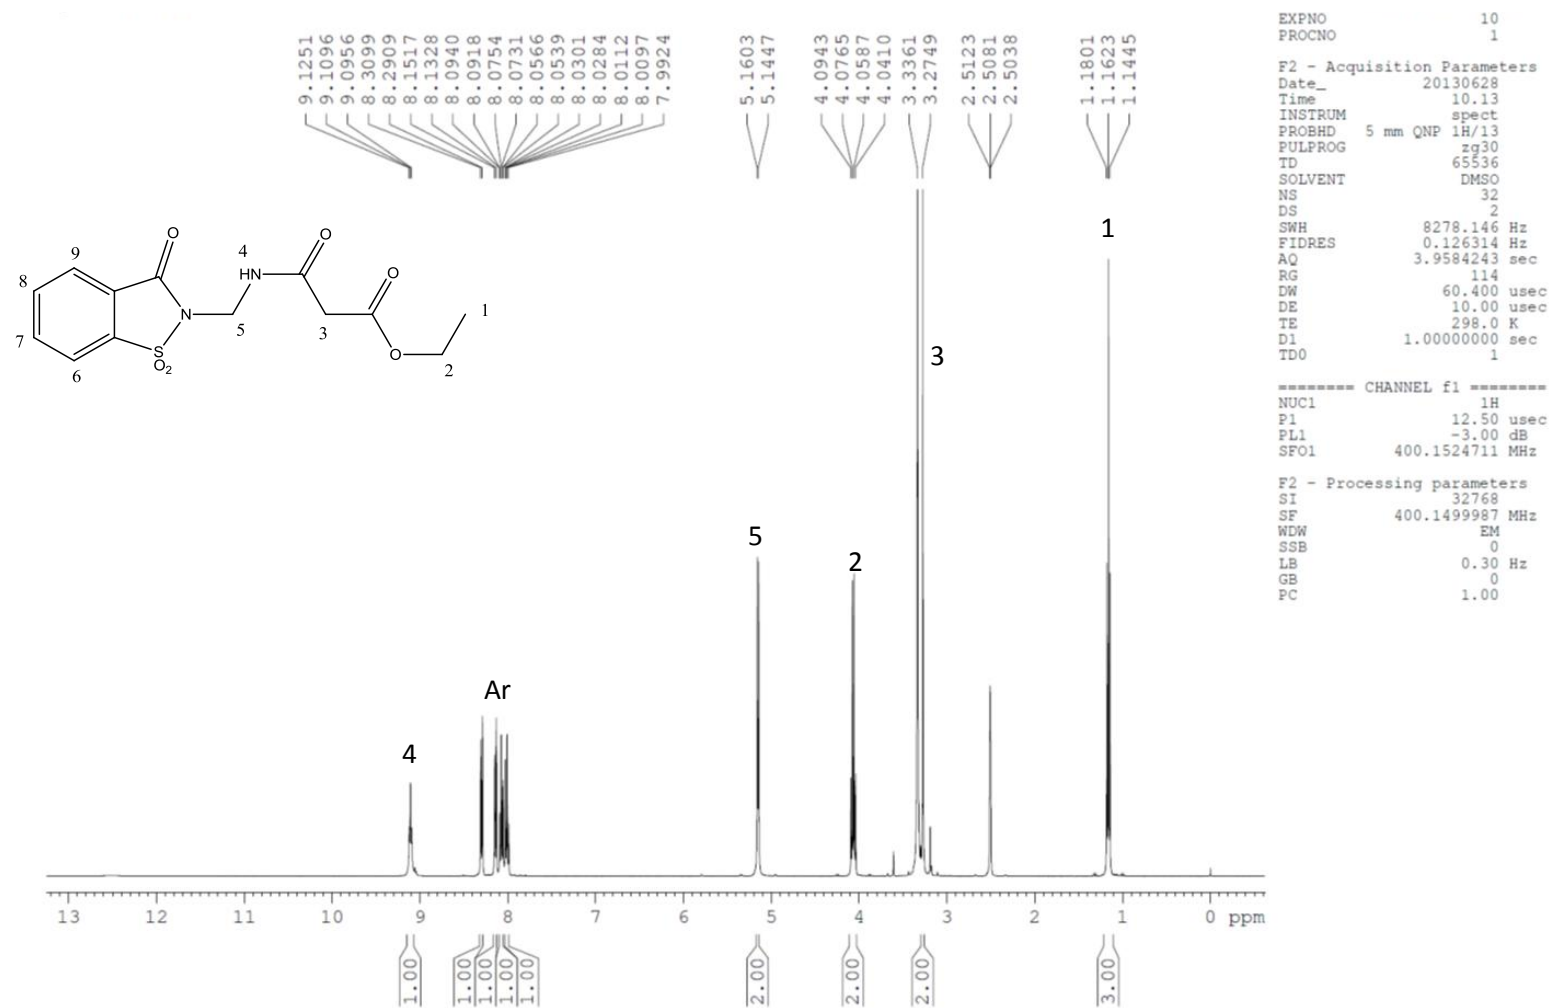 9.1251
9.1096
9.0956
8.3099
8.2909
8.1517
8.1328
8.0940
8.0918
8.0754
8.0731
8.0566
8.0539
8.0301
8.0284
8.0112
8.0097
7.9924
5.1603
5.1447
4.0943
4.0765
4.0587
4.0410
3.3361
3.2749
2.5123
2.5081
2.5038
1.1801
1.1623
1.1445
EXPNO 10
PROCNO 1
F2 - Acquisition Parameters
Date_ 20130628
Time 10.13
INSTRUM spect
PROBHD 5 mm QNP 1H/13
PULPROG zg30
TD 65536
SOLVENT DMSO
NS 32
DS 2
SWH 8278.146 Hz
FIDRES 0.126314 Hz
AQ 3.9584243 sec
RG 114
DW 60.400 usec
DE 10.00 usec
TE 298.0 K
D1 1.00000000 sec
TD0 1
======== CHANNEL f1 ========
NUC1 1H
P1 12.50 usec
PL1 -3.00 dB
SFO1 400.1524711 MHz
F2 - Processing parameters
SI 32768
SF 400.1499987 MHz
WDW EM
SSB 0
LB 0.30 Hz
GB 0
PC 1.00
O
O
9
4
HN
O
8
N
1
7
5
3
S
O2
O
6
2
1
3
5
2
Ar
4
13 12 11 10 9 8 7 6 5 4 3 2 1 0 ppm
1.00
1.00
1.00
1.00
1.00
2.00
2.00
2.00
3.00